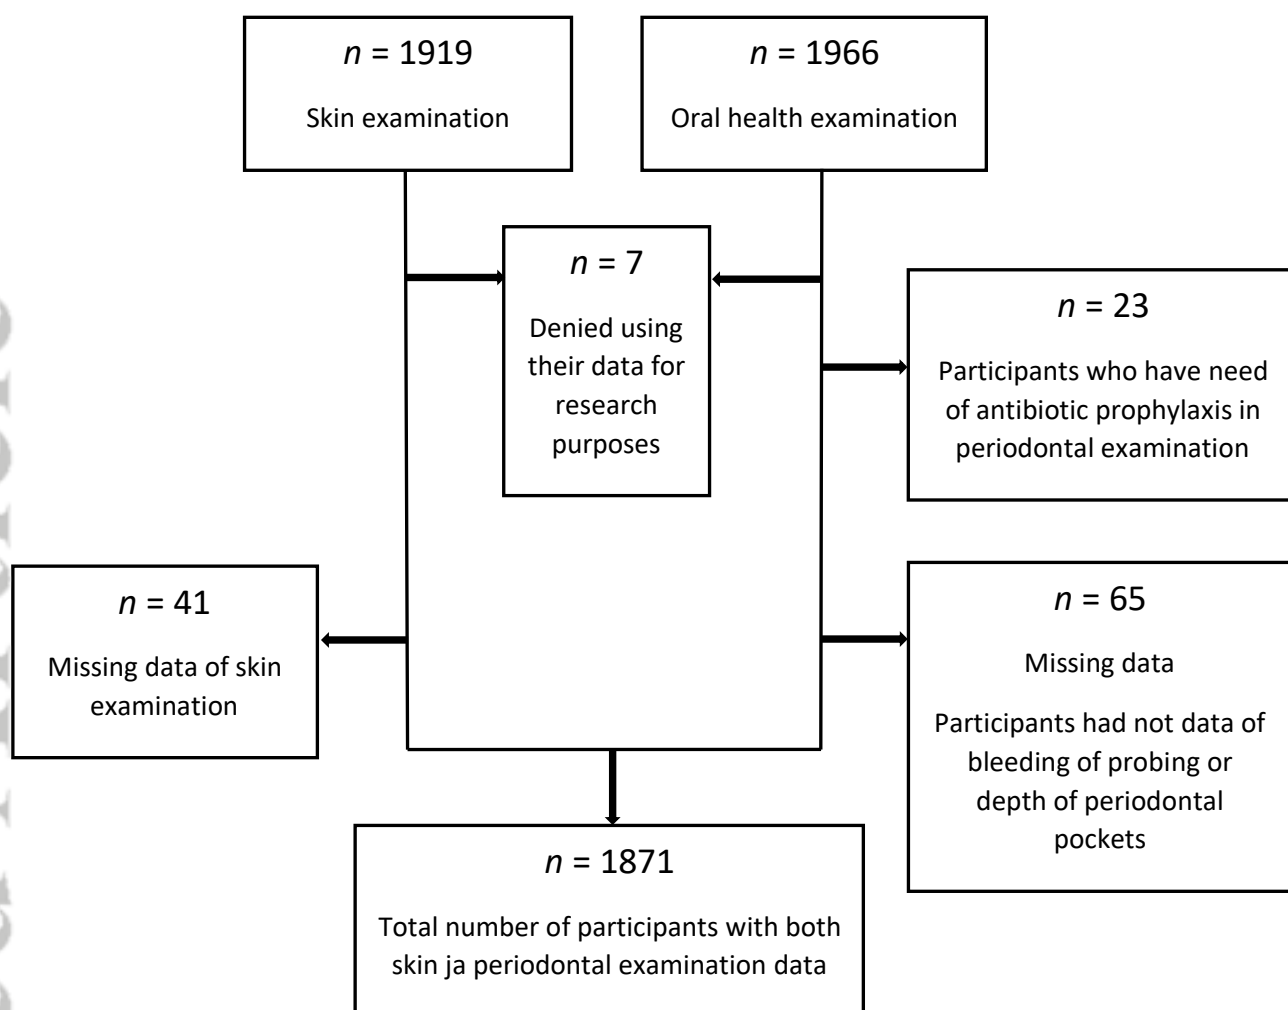 n = 1919
Skin examination
n = 1966
Oral health examination
n = 7
Denied using
their data for
research
purposes
n = 23
Participants who have need
of antibiotic prophylaxis in
periodontal examination
n = 41
Missing data of skin
examination
n = 65
Missing data
Participants had not data of
bleeding of probing or
depth of periodontal
pockets
n = 1871
Total number of participants with both
skin ja periodontal examination data